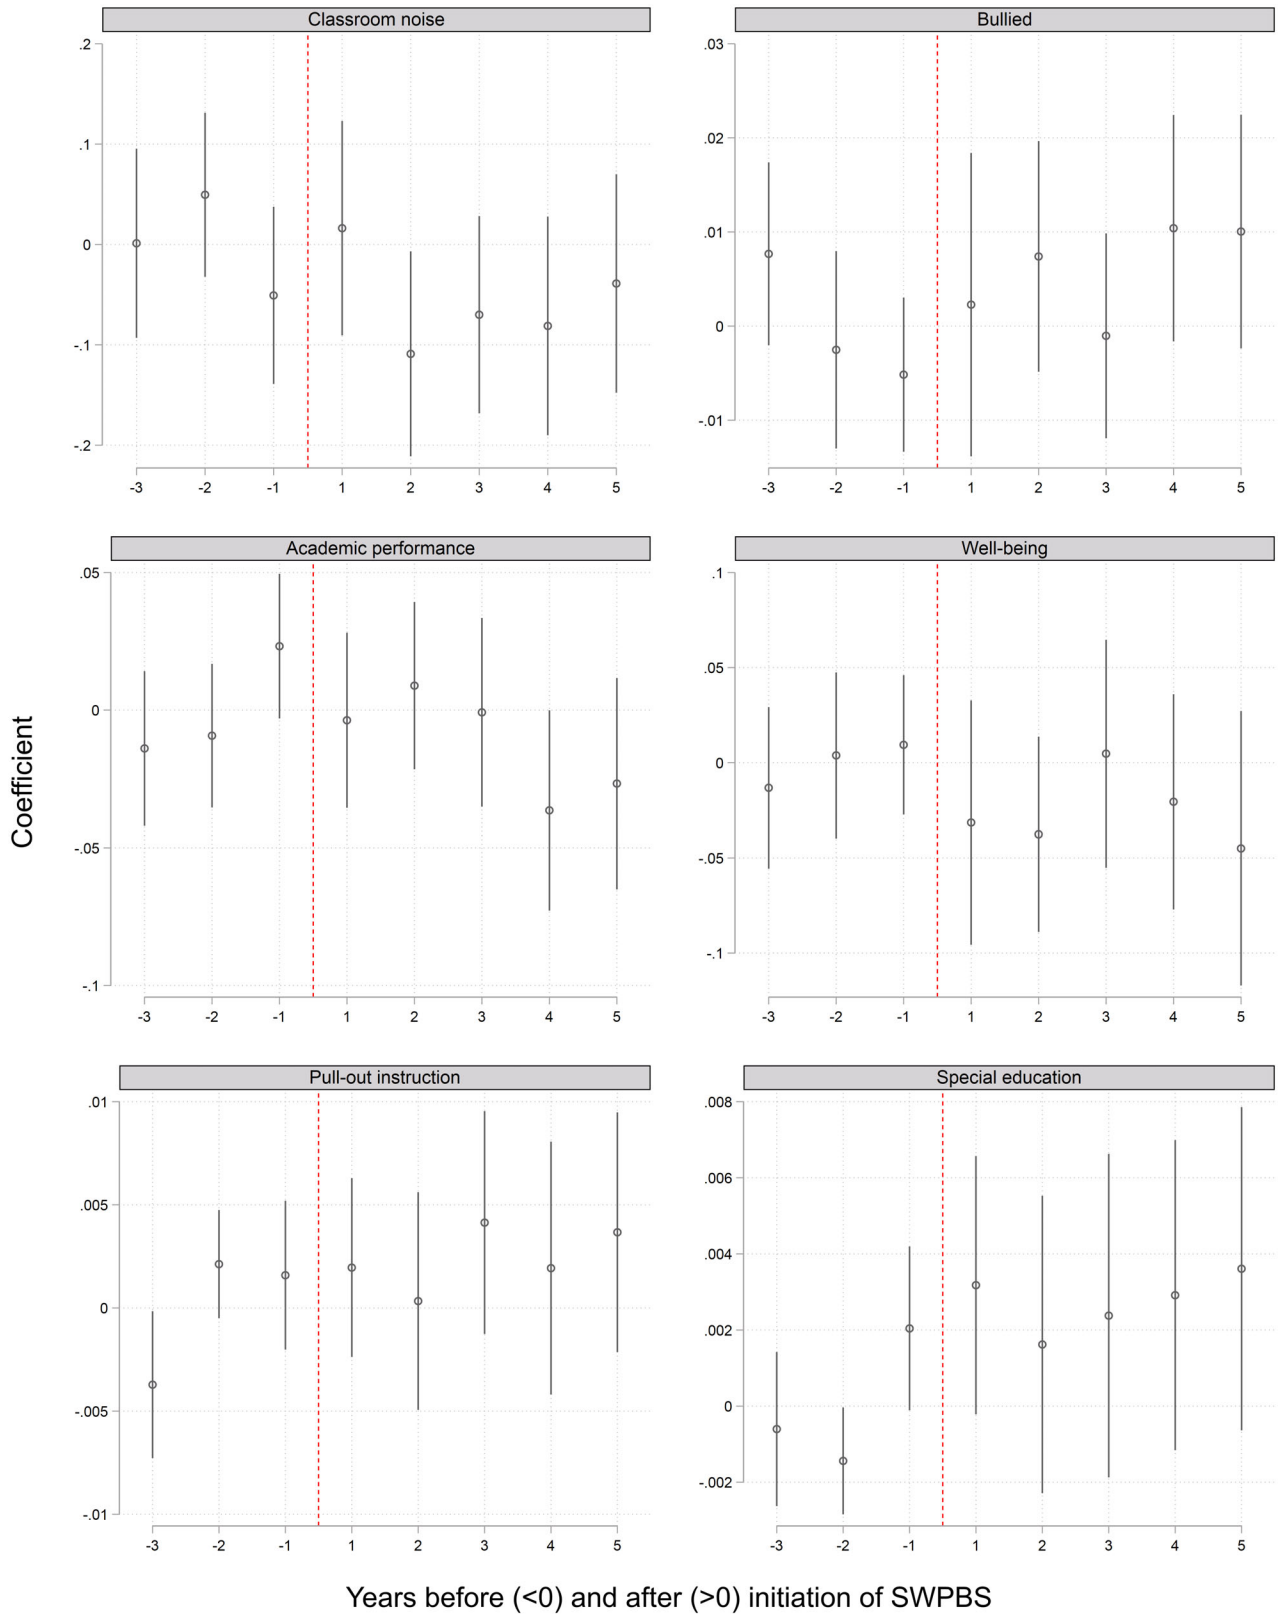 Classroom noise
.2
.1
0
-.1
-.2
-3 -2 -1 1 2 3 4 5
Bullied
.03
.02
.01
0
-.01
-3 -2 -1 1 2 3 4 5
Coefficient
Academic performance
.05
0
-.05
-.1
-3 -2 -1 1 2 3 4 5
Well-being
.1
.05
0
-.05
-.1
-3 -2 -1 1 2 3 4 5
Pull-out instruction
.01
.005
0
-.005
-.01
-3 -2 -1 1 2 3 4 5
Special education
.008
.006
.004
.002
0
-.002
-3 -2 -1 1 2 3 4 5
Years before (<0) and after (>0) initiation of SWPBS